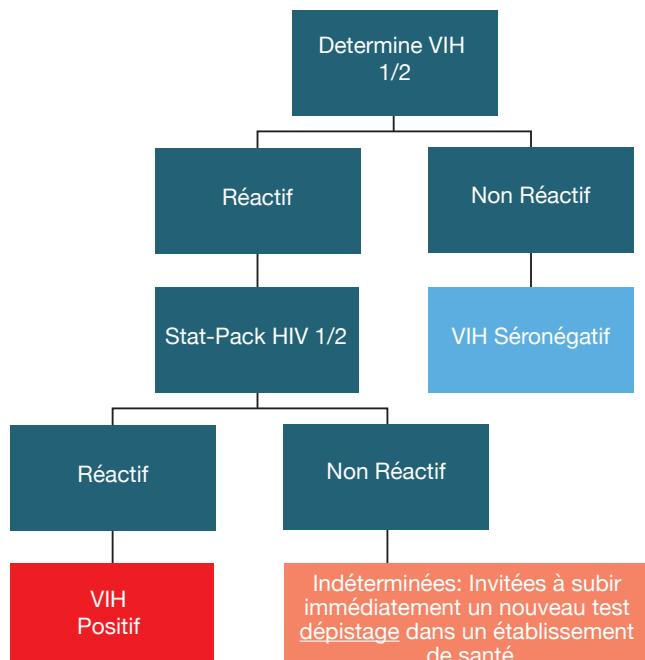 Determine VIH
1/2
Réactif
Non Réactif
Stat-Pack HIV 1/2
VIH Séronégatif
Réactif
Non Réactif
VIH
Positif
Indéterminées: Invitées à subir
immédiatement un nouveau test
dépistage dans un établissement
de santé